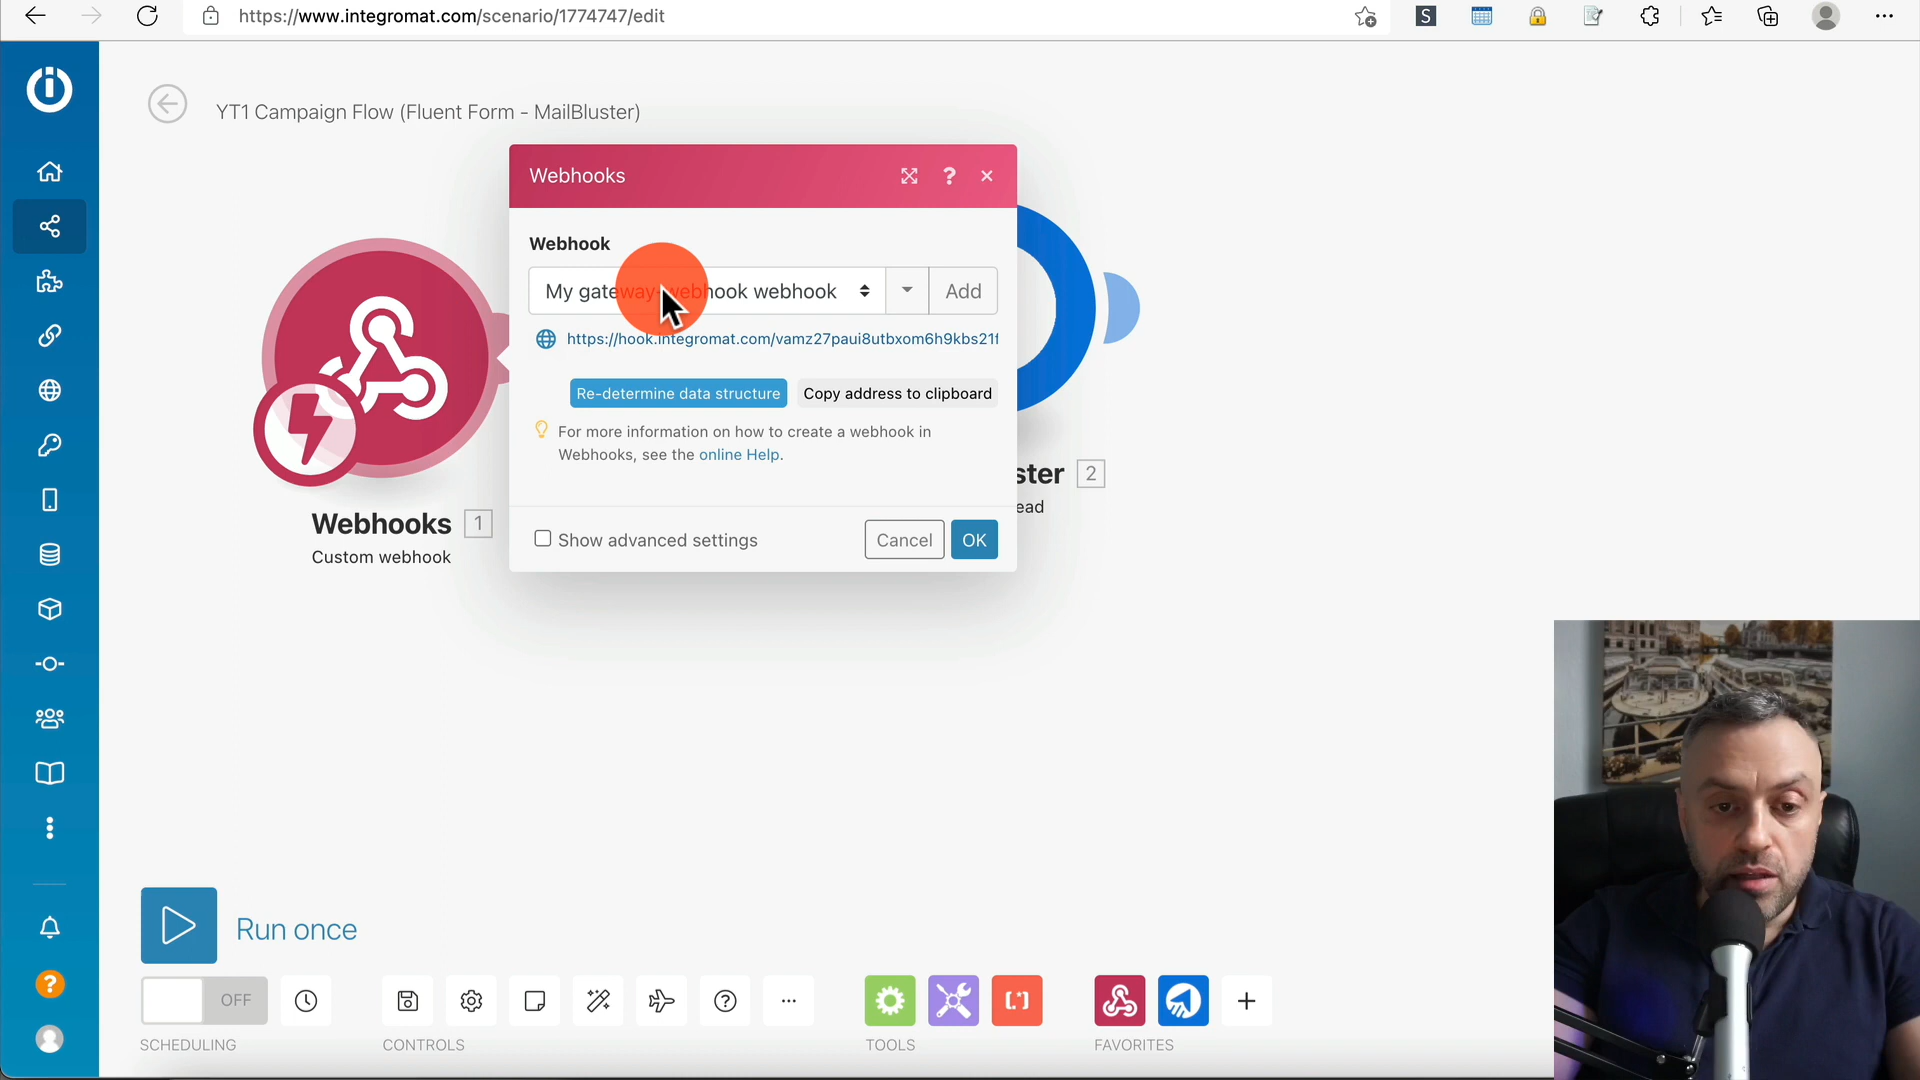 https://www.integromat.com/scenario/1774747/edit
S
YT1 Campaign Flow (Fluent Form - MailBluster)
Webhooks
?
Webhook
My gateway-webhook webhook
Add
https://hook.integromat.com/vamz27paui8utbxom6h9kbs21f
Re-determine data structure
Copy address to clipboard
For more information on how to create a webhook in
Webhooks, see the online Help.
Show advanced settings
Cancel
OK
Webhooks 1
Custom webhook
ster 2
ead
Run once
OFF
SCHEDULING
CONTROLS
TOOLS
FAVORITES